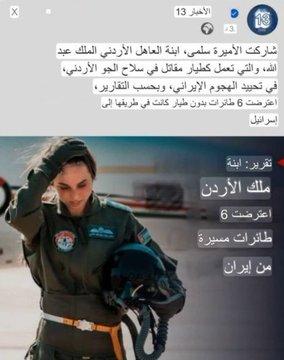 الأخبار 13
3د.
شاركت الأميرة سلمى، ابنة العاهل الأردني الملك عبد
الله، والتي تعمل كطيار مقاتل في سلاح الجو الأردني،
في تحييد الهجوم الإيراني، وبحسب التقارير،
اعترضت 6 طائرات بدون طيار كانت في طريقها إلى
إسرائيل
تقرير: ابنة
ملك الأردن
اعترضت 6
طائرات مسيرة
من إيران